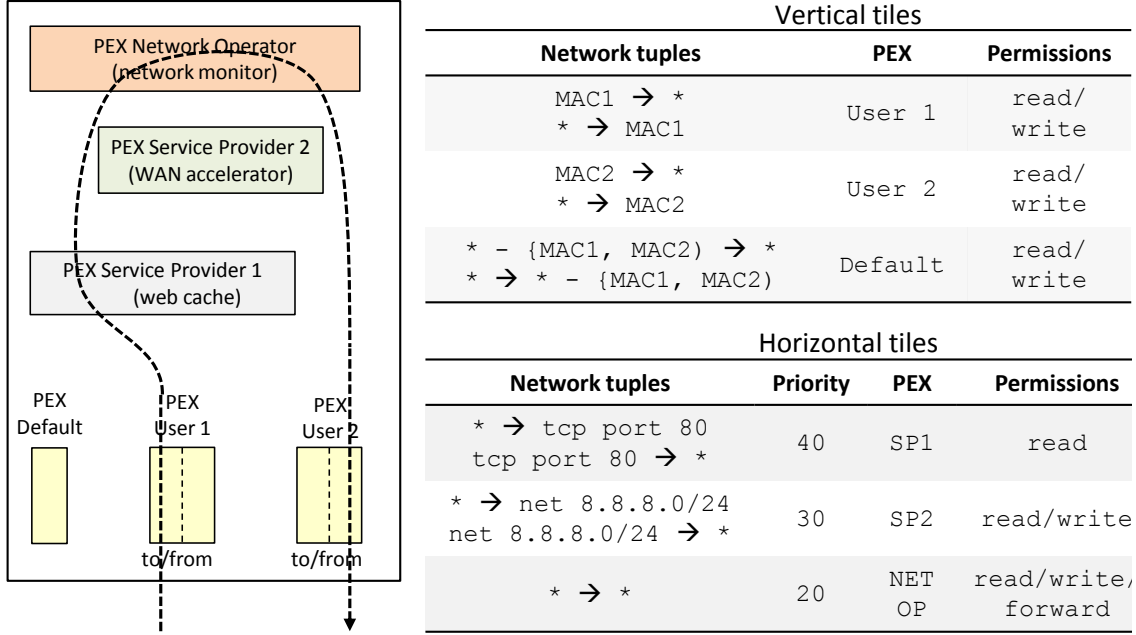 PEX Network Operator
(network monitor)
PEX Service Provider 2
(WAN accelerator)
PEX Service Provider 1
(web cache)
PEX
Default
PEX
User 1
PEX
User 2
to/from
to/from
Vertical tiles
Network tuples PEX Permissions
MAC1 → *
* → MAC1
User 1
read/
write
MAC2 → *
* → MAC2
User 2
read/
write
* - {MAC1, MAC2) → *
* → * - {MAC1, MAC2)
Default
read/
write
Horizontal tiles
Network tuples Priority PEX Permissions
* → tcp port 80
tcp port 80 → *
40 SP1 read
* → net 8.8.8.0/24
net 8.8.8.0/24 → *
30 SP2 read/write
* → *
20
NET
OP
read/write/
forward